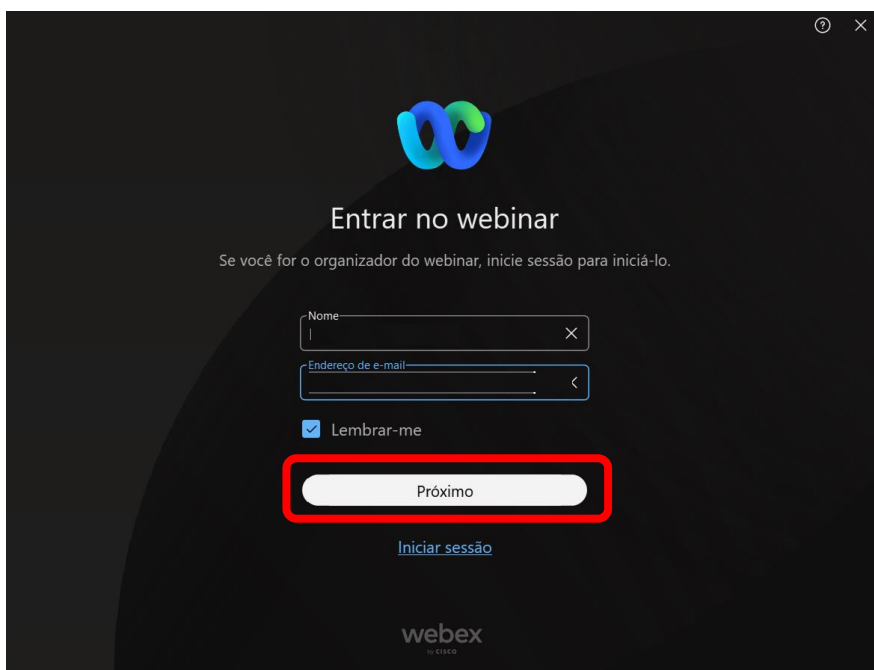 Entrar no webinar
Se você for o organizador do webinar, inicie sessão para iniciá-lo.
Nome
Endereço de e-mail
Lembrar-me
Próximo
Iniciar sessão
webex
by CISCO